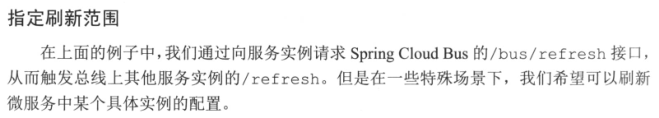 指定刷新范围
在上面的例子中，我们通过向服务实例请求 Spring Cloud Bus 的/bus/refresh 接口，
从而触发总线上其他服务实例的/refresh。但是在一些特殊场景下，我们希望可以刷新
微服务中某个具体实例的配置。